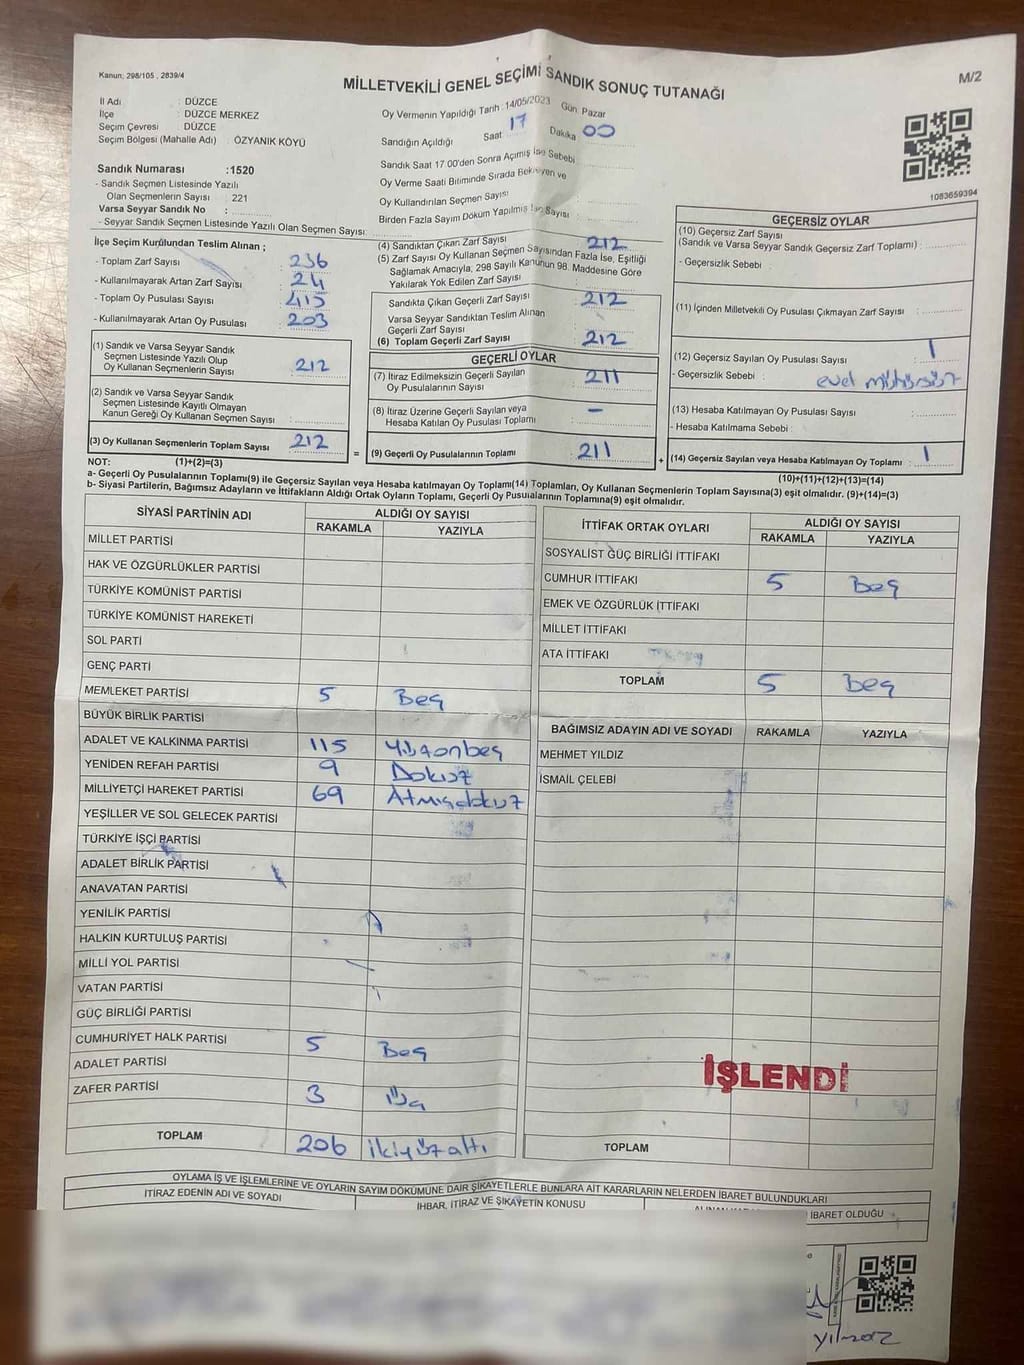 Kanun; 298/105 , 2839/4
MİLLETVEKİLİ GENEL SEÇİMİ SANDIK SONUÇ TUTANAĞI
M/2
İl Adı : DÜZCE
İlçe : DÜZCE MERKEZ
Seçim Çevresi : DÜZCE
Seçim Bölgesi (Mahalle Adı) : ÖZYANIK KÖYÜ
Sandık Numarası :1520
- Sandık Seçmen Listesinde Yazılı
Olan Seçmenlerin Sayısı : 221
Varsa Seyyar Sandık No :
- Seyyar Sandık Seçmen Listesinde Yazılı Olan Seçmen Sayısı:
Oy Vermenin Yapıldığı Tarih : 14/05/2023 Gün: Pazar
Sandığın Açıldığı Saat : 17 Dakika 00
Sandık Saat 17 00'den Sonra Açımış İse Sebebi
Oy Verme Saati Bitiminde Sırada Bekleyen ve
Oy Kullandırılan Seçmen Sayısı
Birden Fazla Sayım Döküm Yapılmış İse Sayısı
1083659394
İlçe Seçim Kurulundan Teslim Alınan ;
- Toplam Zarf Sayısı : 236
- Kullanılmayarak Artan Zarf Sayısı : 24
- Toplam Oy Pusulası Sayısı : 415
- Kullanılmayarak Artan Oy Pusulası : 203
(4) Sandıktan Çıkan Zarf Sayısı : 212
(5) Zarf Sayısı Oy Kullanan Seçmen Sayısından Fazla İse, Eşitliği
Sağlamak Amacıyla; 298 Sayılı Kanunun 98. Maddesine Göre
Yakılarak Yok Edilen Zarf Sayısı
Sandıkta Çıkan Geçerli Zarf Sayısı : 212
Varsa Seyyar Sandıktan Teslim Alınan
Geçerli Zarf Sayısı
(6) Toplam Geçerli Zarf Sayısı : 212
GEÇERSİZ OYLAR
(10) Geçersiz Zarf Sayısı
(Sandık ve Varsa Seyyar Sandık Geçersiz Zarf Toplamı) :
- Geçersizlik Sebebi :
(11) İçinden Milletvekili Oy Pusulası Çıkmayan Zarf Sayısı :
(12) Geçersiz Sayılan Oy Pusulası Sayısı : 1
- Geçersizlik Sebebi : evet mühürsüz
(13) Hesaba Katılmayan Oy Pusulası Sayısı :
- Hesaba Katılmama Sebebi :
(14) Geçersiz Sayılan veya Hesaba Katılmayan Oy Toplamı : 1
(1) Sandık ve Varsa Seyyar Sandık
Seçmen Listesinde Yazılı Olup
Oy Kullanan Seçmenlerin Sayısı : 212
(2) Sandık ve Varsa Seyyar Sandık
Seçmen Listesinde Kayıtlı Olmayan
Kanun Gereği Oy Kullanan Seçmen Sayısı :
(3) Oy Kullanan Seçmenlerin Toplam Sayısı : 212
=
GEÇERLİ OYLAR
(7) İtiraz Edilmeksizin Geçerli Sayılan
Oy Pusulalarının Sayısı : 211
(8) İtiraz Üzerine Geçerli Sayılan veya
Hesaba Katılan Oy Pusulası Toplamı : -
(9) Geçerli Oy Pusulalarının Toplamı : 211
+
NOT: (1)+(2)=(3)
(10)+(11)+(12)+(13)=(14)
a- Geçerli Oy Pusulalarının Toplamı(9) ile Geçersiz Sayılan veya Hesaba katılmayan Oy Toplamı(14) Toplamları, Oy Kullanan Seçmenlerin Toplam Sayısına(3) eşit olmalıdır. (9)+(14)=(3)
b- Siyasi Partilerin, Bağımsız Adayların ve İttifakların Aldığı Ortak Oyların Toplamı, Geçerli Oy Pusulalarının Toplamına(9) eşit olmalıdır.
SİYASİ PARTİNİN ADI ALDIĞI OY SAYISI
RAKAMLA YAZIYLA
MİLLET PARTİSİ
HAK VE ÖZGÜRLÜKLER PARTİSİ
TÜRKİYE KOMÜNİST PARTİSİ
TÜRKİYE KOMÜNİST HAREKETİ
SOL PARTİ
GENÇ PARTİ
MEMLEKET PARTİSİ 5 Beş
BÜYÜK BİRLİK PARTİSİ
ADALET VE KALKINMA PARTİSİ 115 Yüzonbeş
YENİDEN REFAH PARTİSİ 9 Dokuz
MİLLİYETÇİ HAREKET PARTİSİ 69 Atmışdokuz
YEŞİLLER VE SOL GELECEK PARTİSİ
TÜRKİYE İŞÇİ PARTİSİ
ADALET BİRLİK PARTİSİ
ANAVATAN PARTİSİ
YENİLİK PARTİSİ
HALKIN KURTULUŞ PARTİSİ
MİLLİ YOL PARTİSİ
VATAN PARTİSİ
GÜÇ BİRLİĞİ PARTİSİ
CUMHURİYET HALK PARTİSİ 5 Beş
ADALET PARTİSİ
ZAFER PARTİSİ 3 Üç
TOPLAM 206 ikiyüzaltı
İTTİFAK ORTAK OYLARI ALDIĞI OY SAYISI
RAKAMLA YAZIYLA
SOSYALİST GÜÇ BİRLİĞİ İTTİFAKI
CUMHUR İTTİFAKI 5 Beş
EMEK VE ÖZGÜRLÜK İTTİFAKI
MİLLET İTTİFAKI
ATA İTTİFAKI
TOPLAM 5 Beş
BAĞIMSIZ ADAYIN ADI VE SOYADI RAKAMLA YAZIYLA
MEHMET YILDIZ
İSMAİL ÇELEBİ
İŞLENDİ
TOPLAM
OYLAMA İŞ VE İŞLEMLERİNE VE OYLARIN SAYIM DÖKÜMÜNE DAİR ŞİKAYETLERLE BUNLARA AİT KARARLARIN NELERDEN İBARET BULUNDUKLARI
İTİRAZ EDENİN ADI VE SOYADI İHBAR, İTİRAZ VE ŞİKAYETİN KONUSU İBARET OLDUĞU
yılmaz